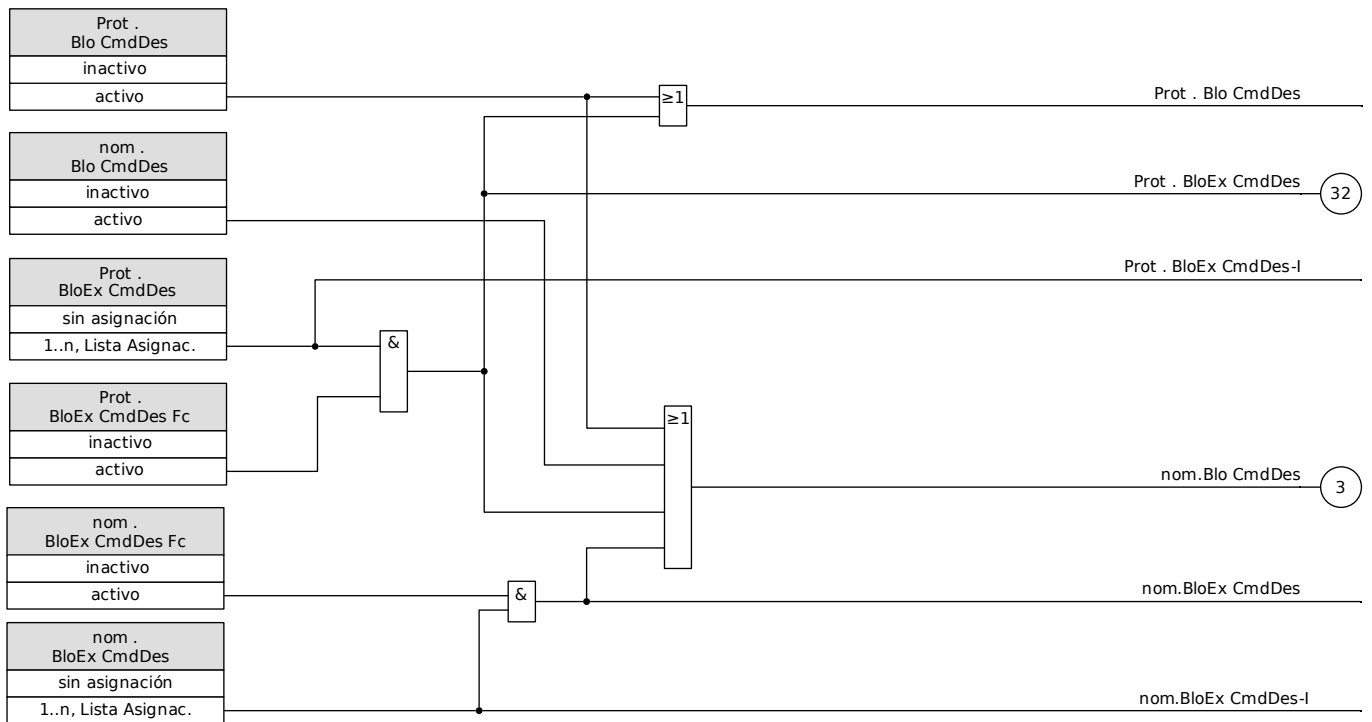 Prot .
Blo CmdDes
inactivo
activo
≥1
Prot . Blo CmdDes
nom .
Blo CmdDes
inactivo
activo
Prot . BloEx CmdDes
32
Prot .
BloEx CmdDes
sin asignación
1..n, Lista Asignac.
Prot . BloEx CmdDes-I
&
Prot .
BloEx CmdDes Fc
inactivo
activo
≥1
nom.Blo CmdDes
3
nom .
BloEx CmdDes Fc
inactivo
activo
&
nom.BloEx CmdDes
nom .
BloEx CmdDes
sin asignación
1..n, Lista Asignac.
nom.BloEx CmdDes-I